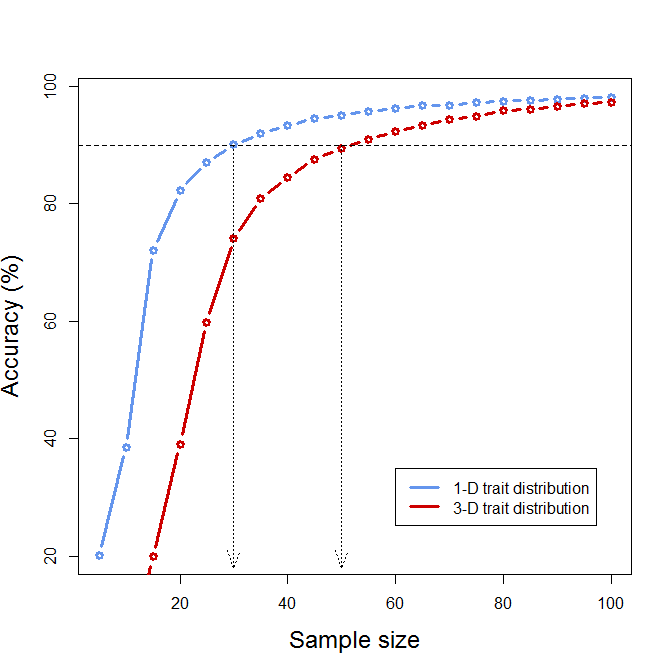 100
80
60
40
20
Accuracy (%)
1-D trait distribution
3-D trait distribution
20 40 60 80 100
Sample size